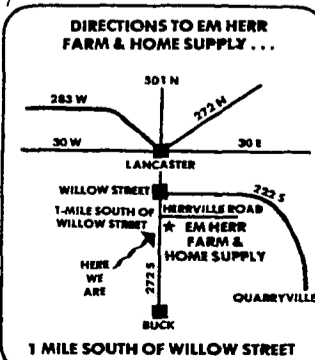 DIRECTIONS TO EM HERR
FARM & HOME SUPPLY...
501 N
283 W
272 N
30 W
30 E
LANCASTER
WILLOW STREET
222 S
1-MILE SOUTH OF
WILLOW STREET
HERRVILLE ROAD
★ EM HERR
FARM &
HOME SUPPLY
HERE
WE
ARE
272 S
QUARRYVILLE
BUCK
1 MILE SOUTH OF WILLOW STREET